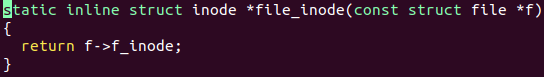 static inline struct inode *file_inode(const struct file *f)
{
  return f->f_inode;
}